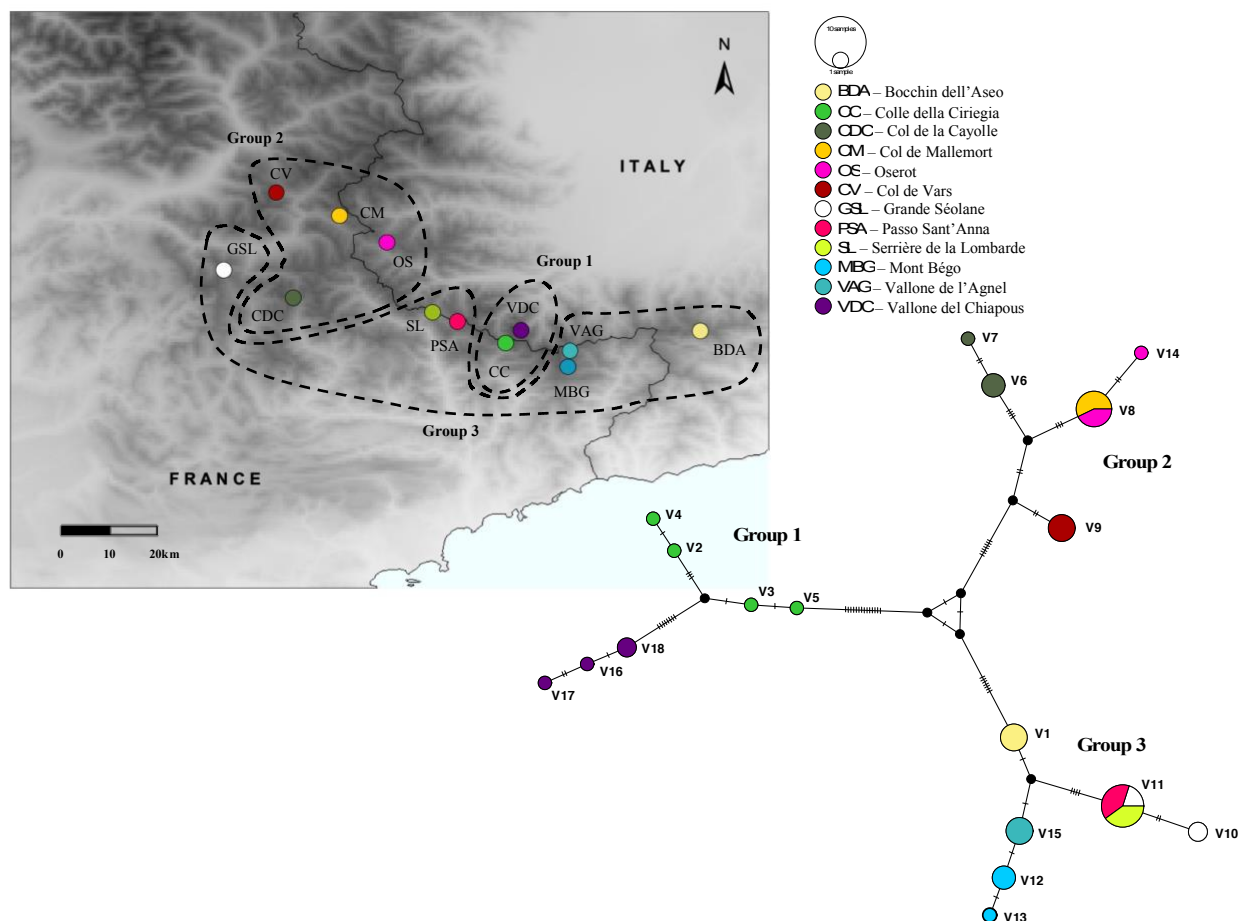 N
10 samples
1 sample
BDA – Bocchin dell'Aseo
CC – Colle della Ciriegia
CDC – Col de la Cayolle
CM – Col de Mallemort
OS – Oserot
CV – Col de Vars
GSL – Grande Séolane
PSA – Passo Sant'Anna
SL – Serrière de la Lombarde
MBG – Mont Bégo
VAG – Vallone de l'Agnel
VDC – Vallone del Chiapous
Group 2
ITALY
CV
CM
GSL
OS
Group 1
CDC
VDC
SL
PSA
VAG
BDA
CC
MBG
Group 3
FRANCE
0 10 20km
V7
V14
V6
V8
Group 2
V4
Group 1
V9
V2
V3
V5
V18
V16
V17
V1
Group 3
V11
V15
V10
V12
V13